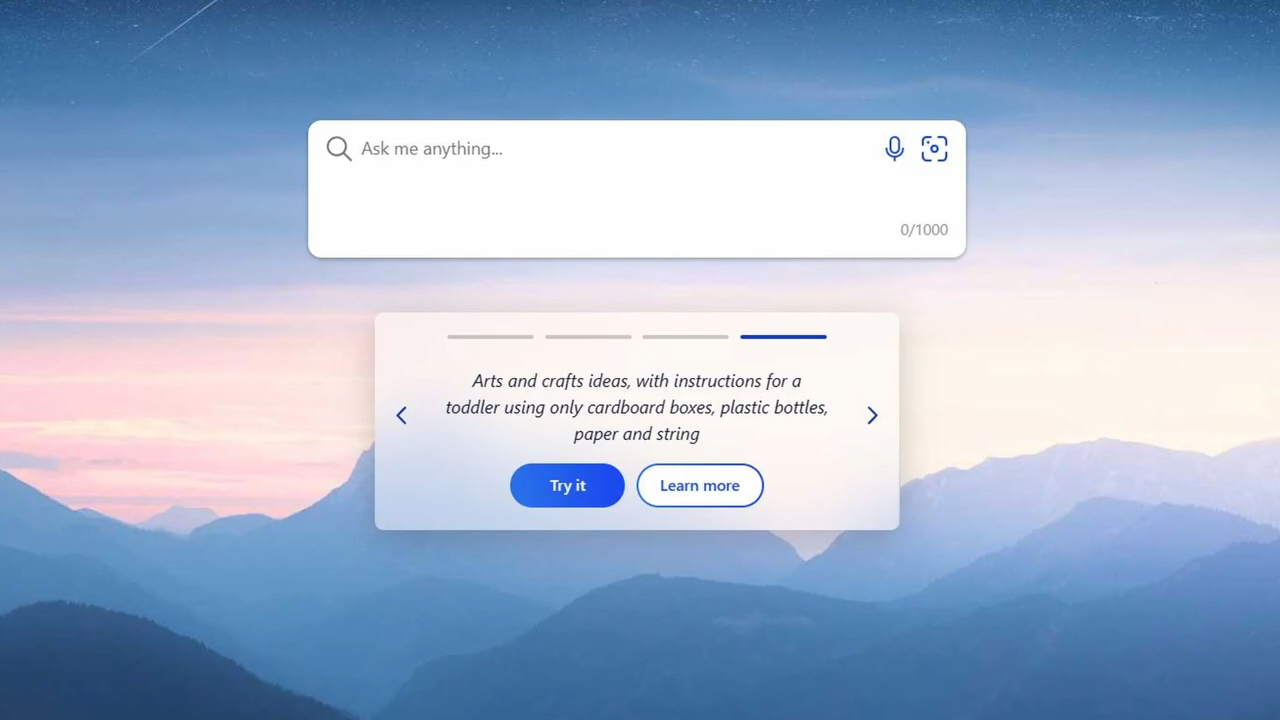 Ask me anything...
0/1000
Arts and crafts ideas, with instructions for a
toddler using only cardboard boxes, plastic bottles,
paper and string
Try it
Learn more